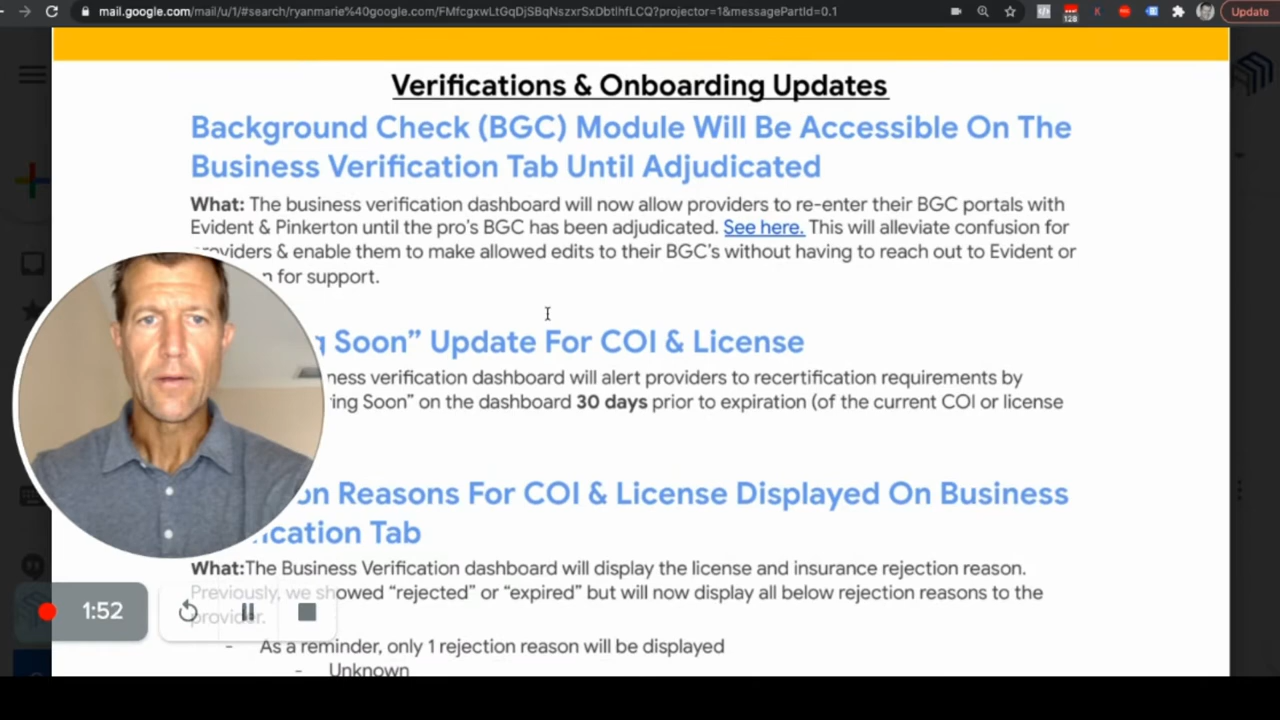 mail.google.com/mail/u/1/#search/ryanmarie%40google.com/FMfcgxwLtGqDjSBqNszxrSxDbtlhfLCQ?projector=1&messagePartId=0.1
128
K
Update
Verifications & Onboarding Updates
Background Check (BGC) Module Will Be Accessible On The
Business Verification Tab Until Adjudicated
What: The business verification dashboard will now allow providers to re-enter their BGC portals with
Evident & Pinkerton until the pro's BGC has been adjudicated. See here. This will alleviate confusion for
providers & enable them to make allowed edits to their BGC's without having to reach out to Evident or
n for support.
g Soon” Update For COI & License
ness verification dashboard will alert providers to recertification requirements by
ring Soon” on the dashboard 30 days prior to expiration (of the current COI or license
on Reasons For COI & License Displayed On Business
ication Tab
What:The Business Verification dashboard will display the license and insurance rejection reason.
Previously, we showed “rejected” or “expired” but will now display all below rejection reasons to the
provider.
1:52
- As a reminder, only 1 rejection reason will be displayed
- Unknown